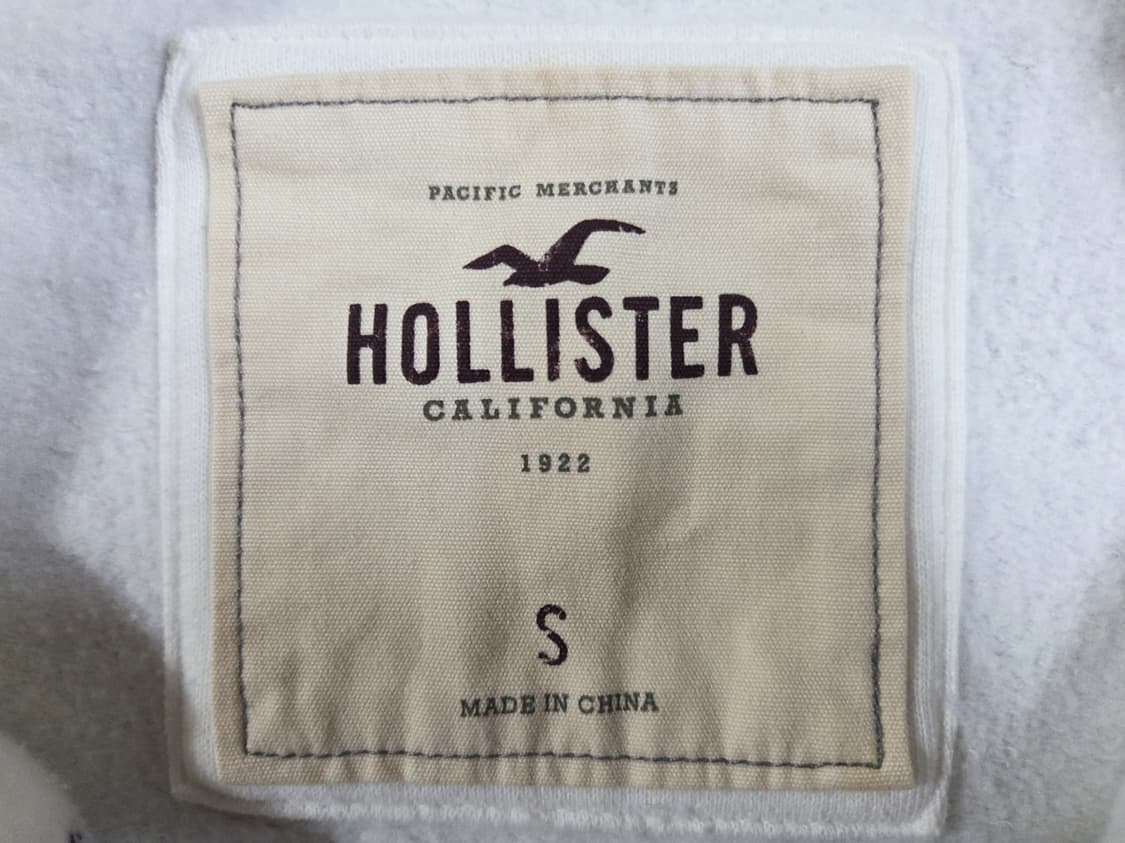 PACIFIC MERCHANTS
HOLLISTER
CALIFORNIA
1922
S
MADE IN CHINA